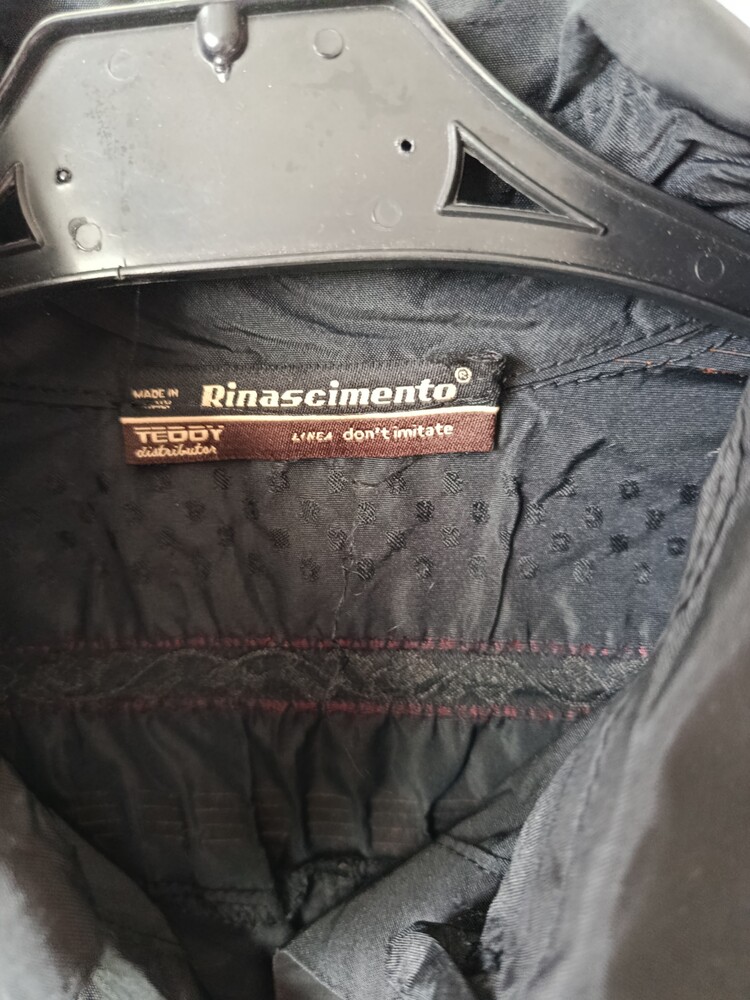 MADE IN Rinascimento®
TEDDY LINEA don't imitate
distributor